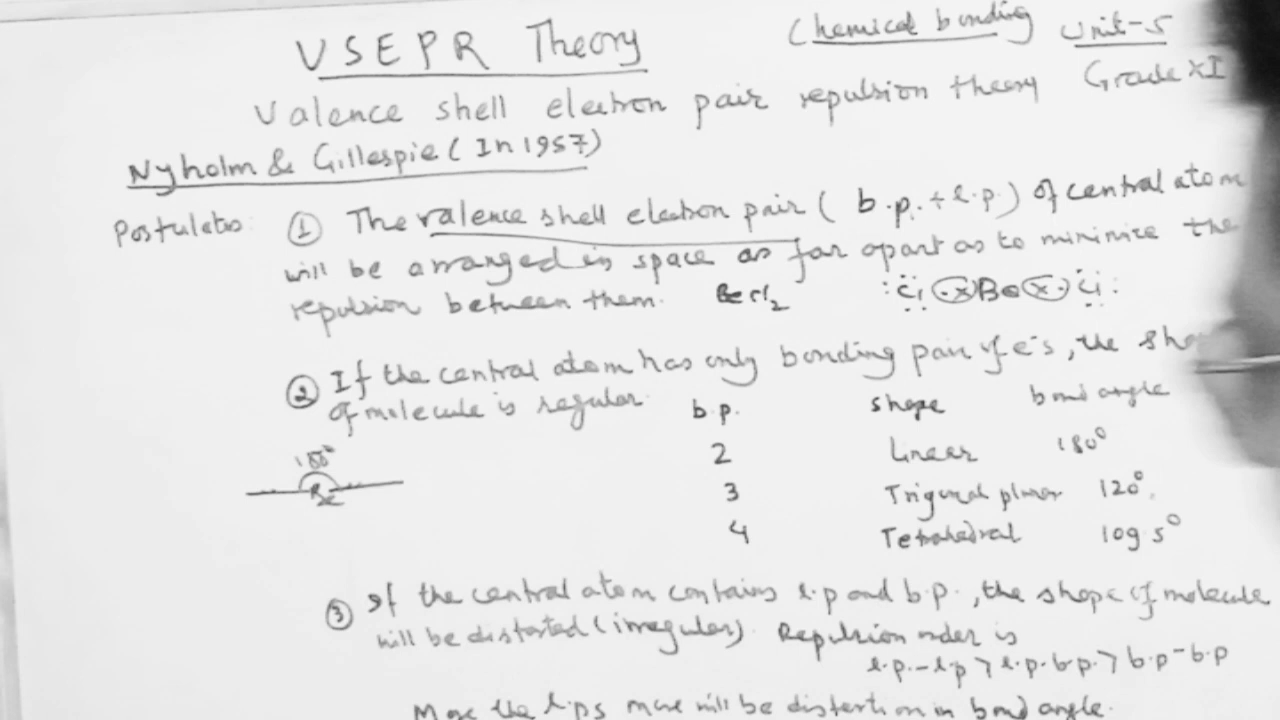 VSEPR Theory Chemical bonding Unit-5
Valence shell electron pair repulsion theory Grade XI
Nyholm & Gillespie (In 1957)
Postulates: ① The valence shell electron pair (b.p. + l.p.) of central atom
will be arranged in space as far apart as to minimize the
repulsion between them. BeCl2 :Cl ·x Be x· Cl:
② If the central atom has only bonding pair of e's, the sha
of molecule is regular. b.p. shape bond angle
180° 2 Linear 180°
Be 3 Trigonal planar 120°.
4 Tetrahedral 109.5°
③ If the central atom contains l.p and b.p., the shape of molecule
will be distorted (irregular). Repulsion order is
l.p.-l.p > l.p-b.p. > b.p-b.p
More the l.ps more will be distortion in bond angle.